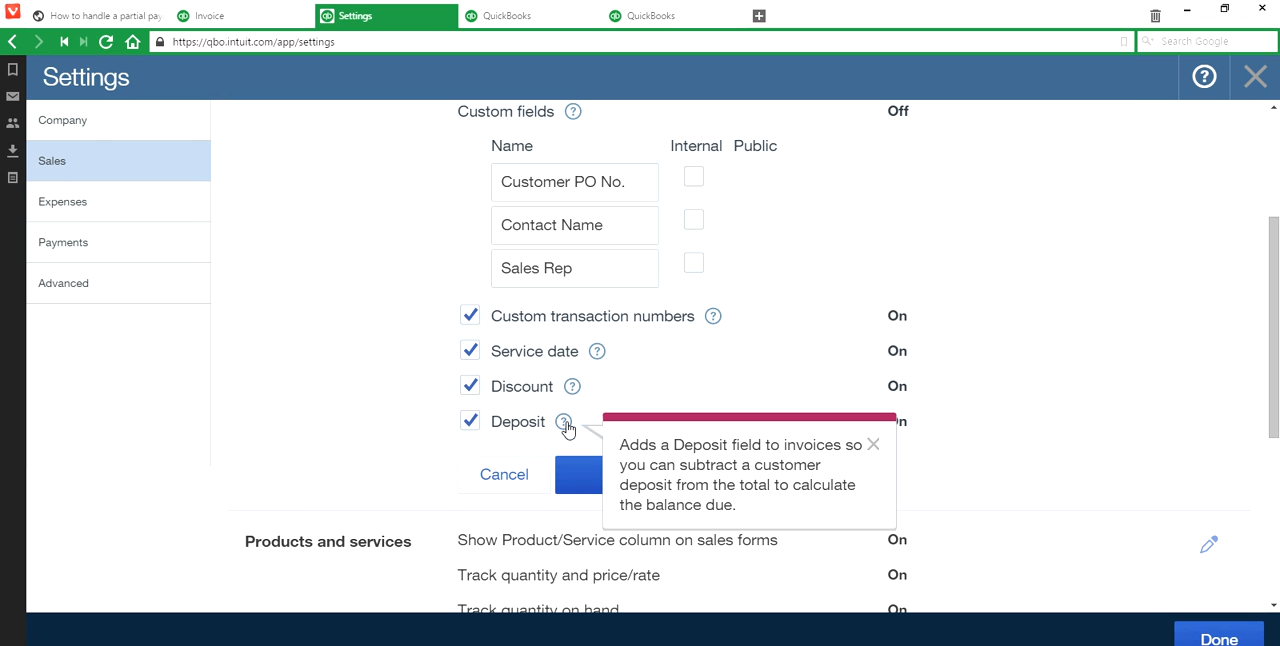 How to handle a partial pay
qb Invoice
qb Settings
qb QuickBooks
qb QuickBooks
https://qbo.intuit.com/app/settings
Search Google
Settings
?
Company
Sales
Expenses
Payments
Advanced
Custom fields ? Off
Name Internal Public
Customer PO No.
Contact Name
Sales Rep
Custom transaction numbers ? On
Service date ? On
Discount ? On
Deposit ?
Adds a Deposit field to invoices so
you can subtract a customer
deposit from the total to calculate
the balance due.
Cancel
Products and services
Show Product/Service column on sales forms On
Track quantity and price/rate On
Track quantity on hand On
Done